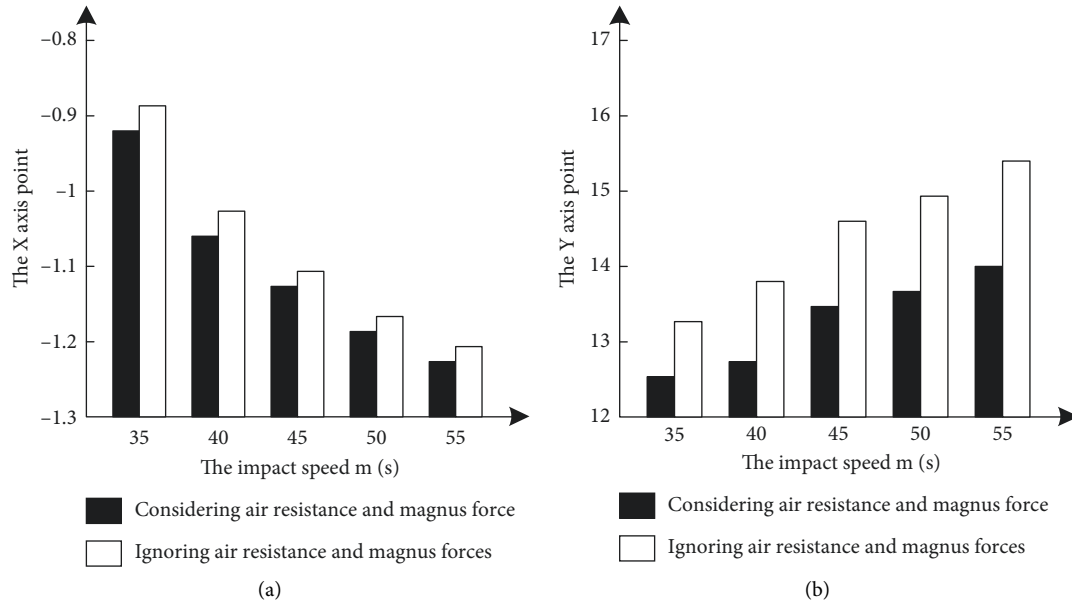 The X axis point
−0.8
−0.9
−1
−1.1
−1.2
−1.3
35 40 45 50 55
The impact speed m (s)
Considering air resistance and magnus force
Ignoring air resistance and magnus forces
(a)
The Y axis point
17
16
15
14
13
12
35 40 45 50 55
The impact speed m (s)
Considering air resistance and magnus force
Ignoring air resistance and magnus forces
(b)